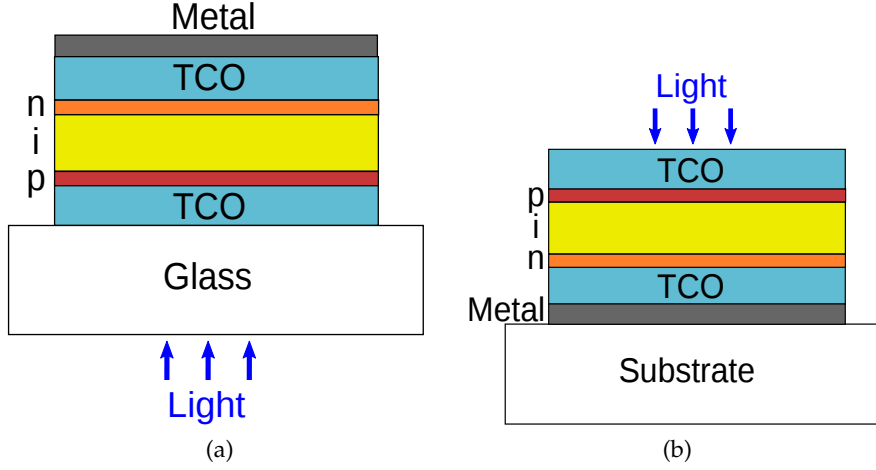 Metal
TCO
n
i
p
TCO
Glass
Light
(a)
Light
TCO
p
i
n
TCO
Metal
Substrate
(b)